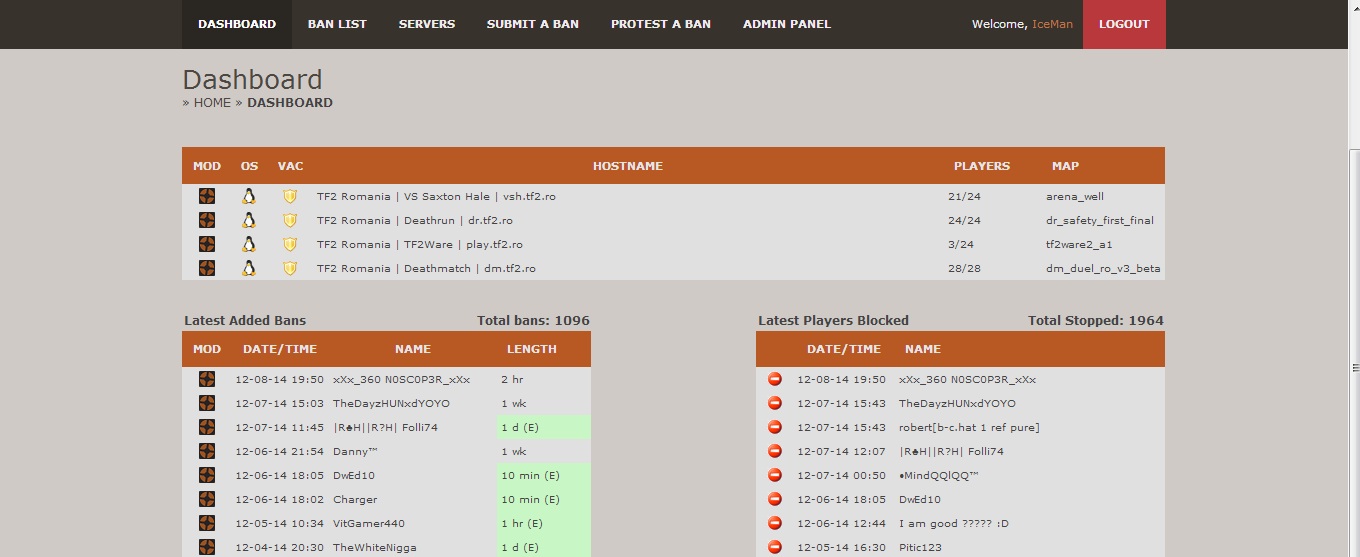 DASHBOARD BAN LIST SERVERS SUBMIT A BAN PROTEST A BAN ADMIN PANEL Welcome, IceMan LOGOUT
Dashboard
» HOME » DASHBOARD
MOD OS VAC HOSTNAME PLAYERS MAP
TF2 Romania | VS Saxton Hale | vsh.tf2.ro 21/24 arena_well
TF2 Romania | Deathrun | dr.tf2.ro 24/24 dr_safety_first_final
TF2 Romania | TF2Ware | play.tf2.ro 3/24 tf2ware2_a1
TF2 Romania | Deathmatch | dm.tf2.ro 28/28 dm_duel_ro_v3_beta
Latest Added Bans Total bans: 1096
MOD DATE/TIME NAME LENGTH
12-08-14 19:50 xXx_360 N0SC0P3R_xXx 2 hr
12-07-14 15:03 TheDayzHUNxdYOYO 1 wk
12-07-14 11:45 |R♣H||R?H| Folli74 1 d (E)
12-06-14 21:54 Danny™ 1 wk
12-06-14 18:05 DwEd10 10 min (E)
12-06-14 18:02 Charger 10 min (E)
12-05-14 10:34 VitGamer440 1 hr (E)
12-04-14 20:30 TheWhiteNigga 1 d (E)
Latest Players Blocked Total Stopped: 1964
DATE/TIME NAME
12-08-14 19:50 xXx_360 N0SC0P3R_xXx
12-07-14 15:43 TheDayzHUNxdYOYO
12-07-14 15:43 robert[b-c.hat 1 ref pure]
12-07-14 12:07 |R♣H||R?H| Folli74
12-07-14 00:50 •MindQQlQQ™
12-06-14 18:05 DwEd10
12-06-14 12:44 I am good ????? :D
12-05-14 16:30 Pitic123